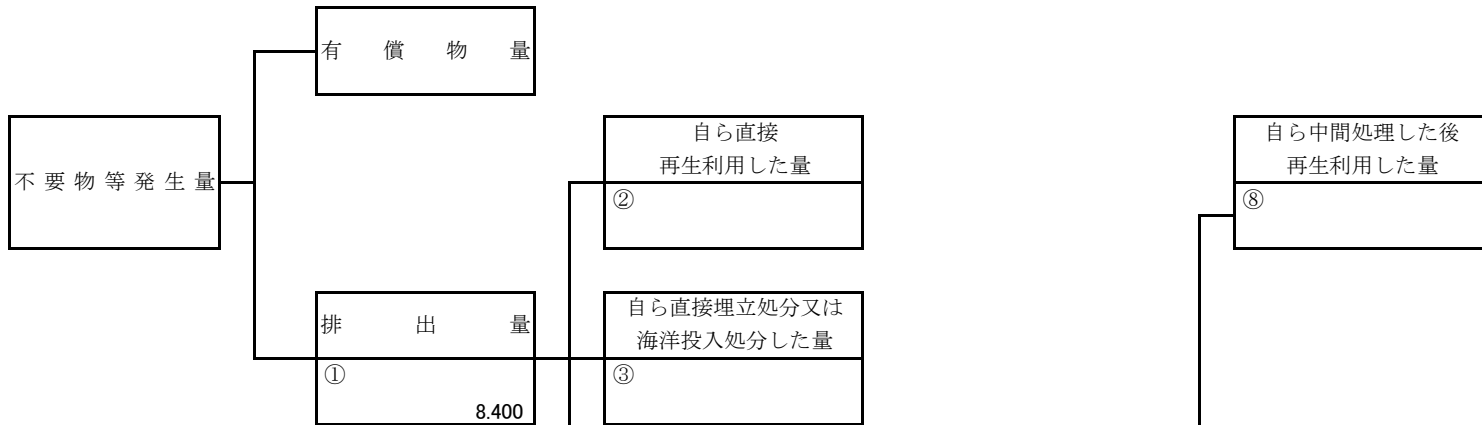 有償物量
不要物等発生量
自ら直接
再生利用した量
②
自ら中間処理した後
再生利用した量
⑧
排出量
①
8.400
自ら直接埋立処分又は
海洋投入処分した量
③